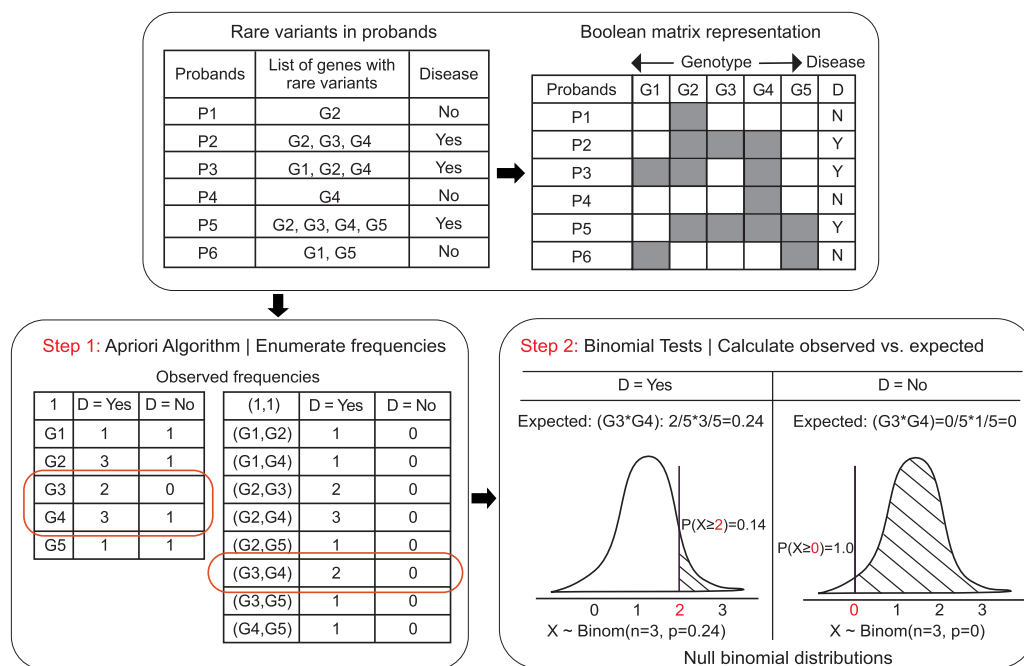 Rare variants in probands
Probands | List of genes with rare variants | Disease
P1 | G2 | No
P2 | G2, G3, G4 | Yes
P3 | G1, G2, G4 | Yes
P4 | G4 | No
P5 | G2, G3, G4, G5 | Yes
P6 | G1, G5 | No
Boolean matrix representation
Genotype Disease
Probands | G1 | G2 | G3 | G4 | G5 | D
P1 | N
P2 | Y
P3 | Y
P4 | N
P5 | Y
P6 | N
Step 1: Apriori Algorithm | Enumerate frequencies
Observed frequencies
1 | D = Yes | D = No
G1 | 1 | 1
G2 | 3 | 1
G3 | 2 | 0
G4 | 3 | 1
G5 | 1 | 1
(1,1) | D = Yes | D = No
(G1,G2) | 1 | 0
(G1,G4) | 1 | 0
(G2,G3) | 2 | 0
(G2,G4) | 3 | 0
(G2,G5) | 1 | 0
(G3,G4) | 2 | 0
(G3,G5) | 1 | 0
(G4,G5) | 1 | 0
Step 2: Binomial Tests | Calculate observed vs. expected
D = Yes
Expected: (G3*G4): 2/5*3/5=0.24
P(X≥2)=0.14
0 1 2 3
X ~ Binom(n=3, p=0.24)
D = No
Expected: (G3*G4)=0/5*1/5=0
P(X≥0)=1.0
0 1 2 3
X ~ Binom(n=3, p=0)
Null binomial distributions